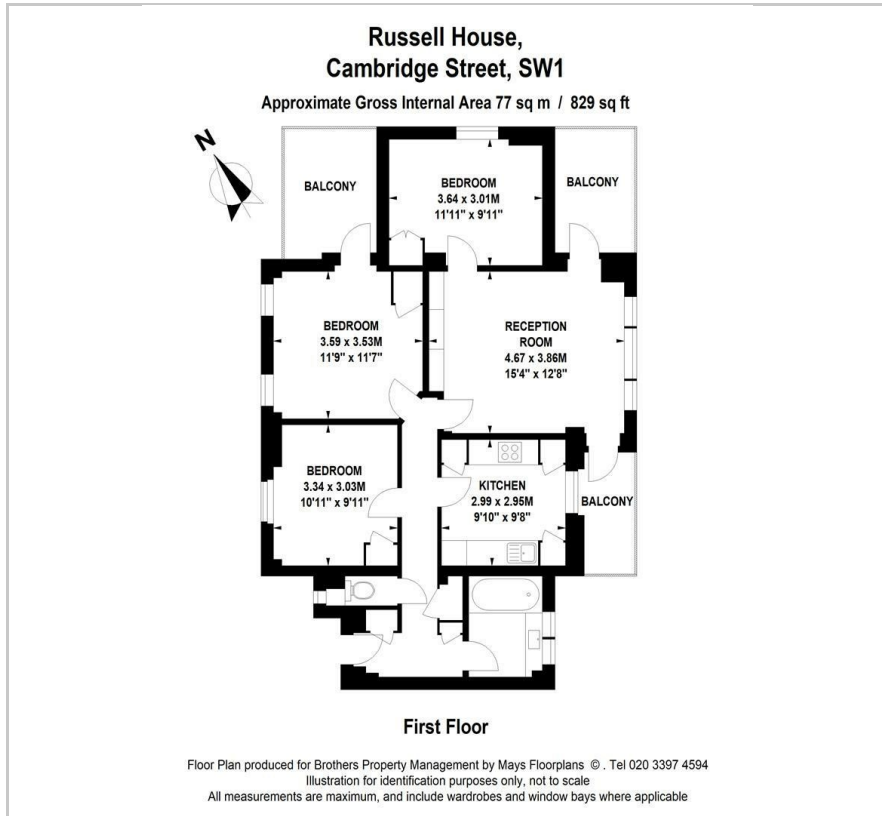 Russell House,
Cambridge Street, SW1
Approximate Gross Internal Area 77 sq m / 829 sq ft
N
BALCONY
BEDROOM
3.64 x 3.01M
11'11" x 9'11"
BALCONY
BEDROOM
3.59 x 3.53M
11'9" x 11'7"
RECEPTION
ROOM
4.67 x 3.86M
15'4" x 12'8"
BEDROOM
3.34 x 3.03M
10'11" x 9'11"
KITCHEN
2.99 x 2.95M
9'10" x 9'8"
BALCONY
First Floor
Floor Plan produced for Brothers Property Management by Mays Floorplans © . Tel 020 3397 4594
Illustration for identification purposes only, not to scale
All measurements are maximum, and include wardrobes and window bays where applicable